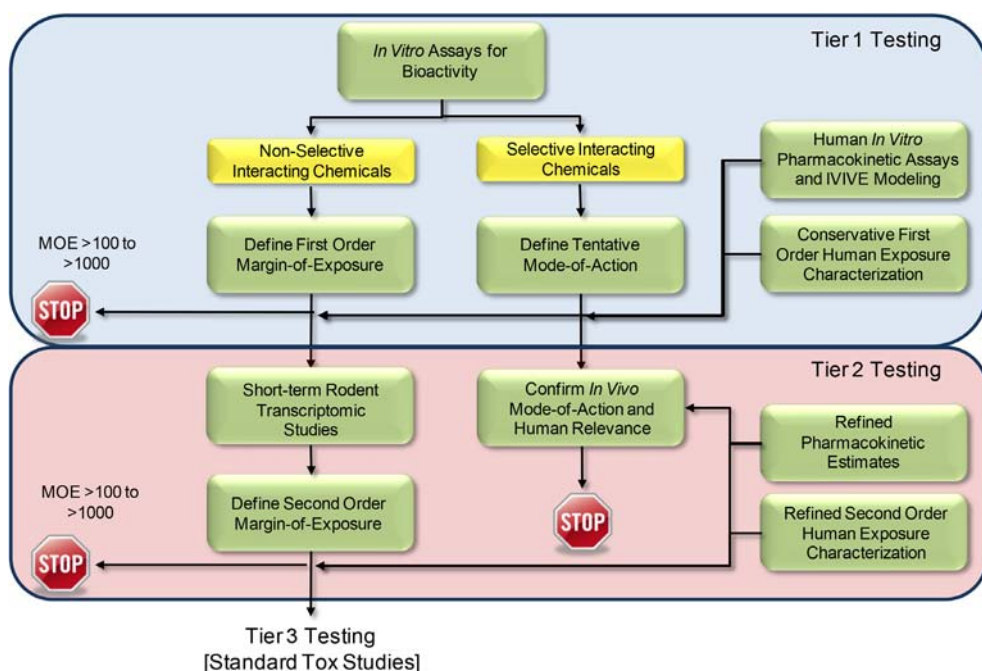 Tier 1 Testing
In Vitro Assays for
Bioactivity
Non-Selective
Interacting Chemicals
Selective Interacting
Chemicals
Human In Vitro
Pharmacokinetic Assays
and IVIVE Modeling
MOE >100 to
>1000
Define First Order
Margin-of-Exposure
Define Tentative
Mode-of-Action
Conservative First
Order Human Exposure
Characterization
STOP
Tier 2 Testing
Short-term Rodent
Transcriptomic
Studies
Confirm In Vivo
Mode-of-Action and
Human Relevance
Refined
Pharmacokinetic
Estimates
MOE >100 to
>1000
Define Second Order
Margin-of-Exposure
STOP
Refined Second Order
Human Exposure
Characterization
STOP
Tier 3 Testing
[Standard Tox Studies]